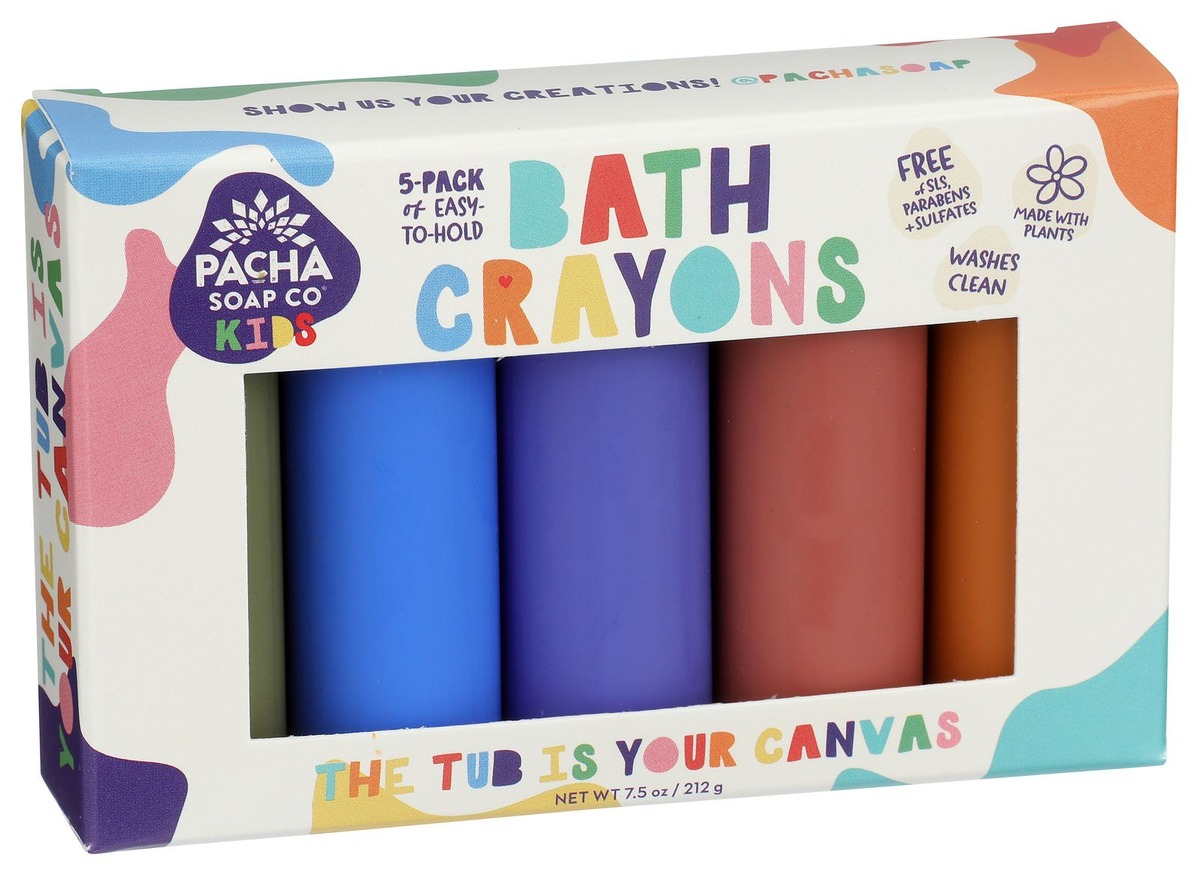 SHOW US YOUR CREATIONS! @PACHASOAP
PACHA
SOAP CO
KIDS
5-PACK
of EASY-
TO-HOLD
BATH
CRAYONS
FREE
of SLS,
PARABENS
+ SULFATES
MADE WITH
PLANTS
WASHES
CLEAN
THE TUB IS YOUR CANVAS
NET WT 7.5 oz / 212 g
THE TUB IS
YOUR CANVAS